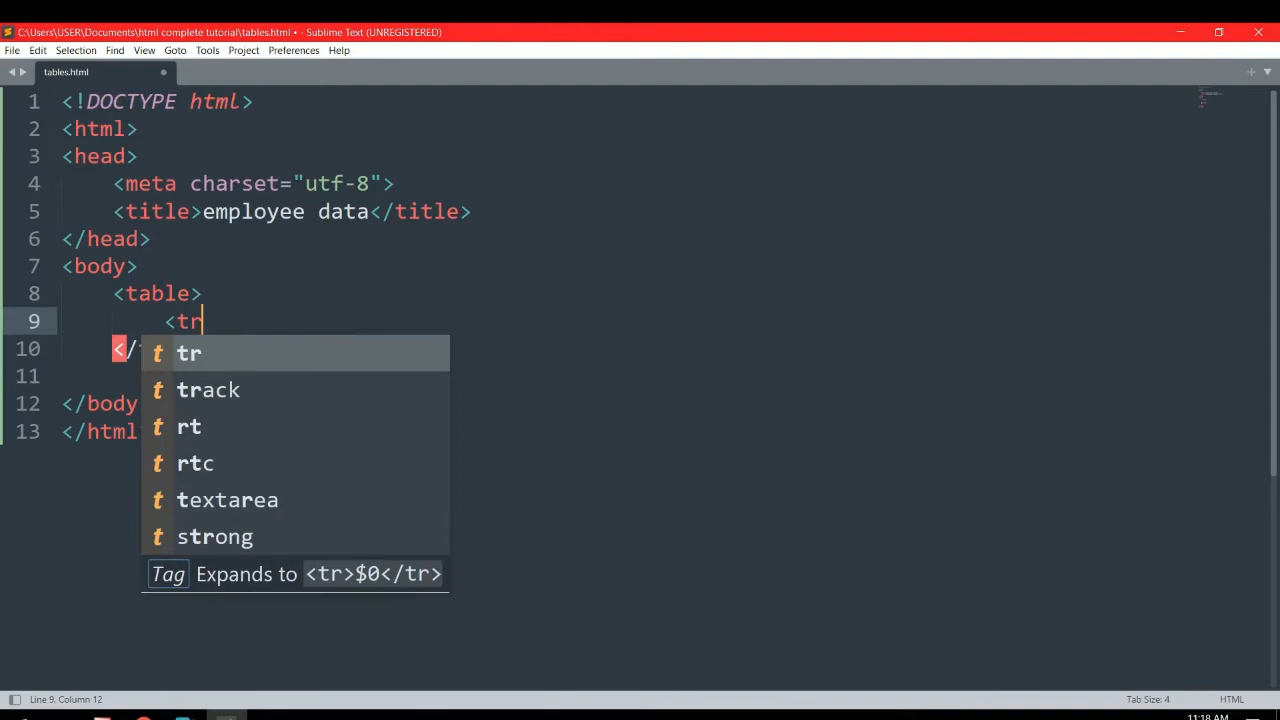 C:\Users\USER\Documents\html complete tutorial\tables.html • - Sublime Text (UNREGISTERED)
File Edit Selection Find View Goto Tools Project Preferences Help
tables.html
1 <!DOCTYPE html>
2 <html>
3 <head>
4 <meta charset="utf-8">
5 <title>employee data</title>
6 </head>
7 <body>
8 <table>
9 <tr
10 </
t tr
11
t track
12 </body
t rt
13 </html
t rtc
t textarea
t strong
Tag Expands to <tr>$0</tr>
Line 9, Column 12 Tab Size: 4 HTML
11:18 AM